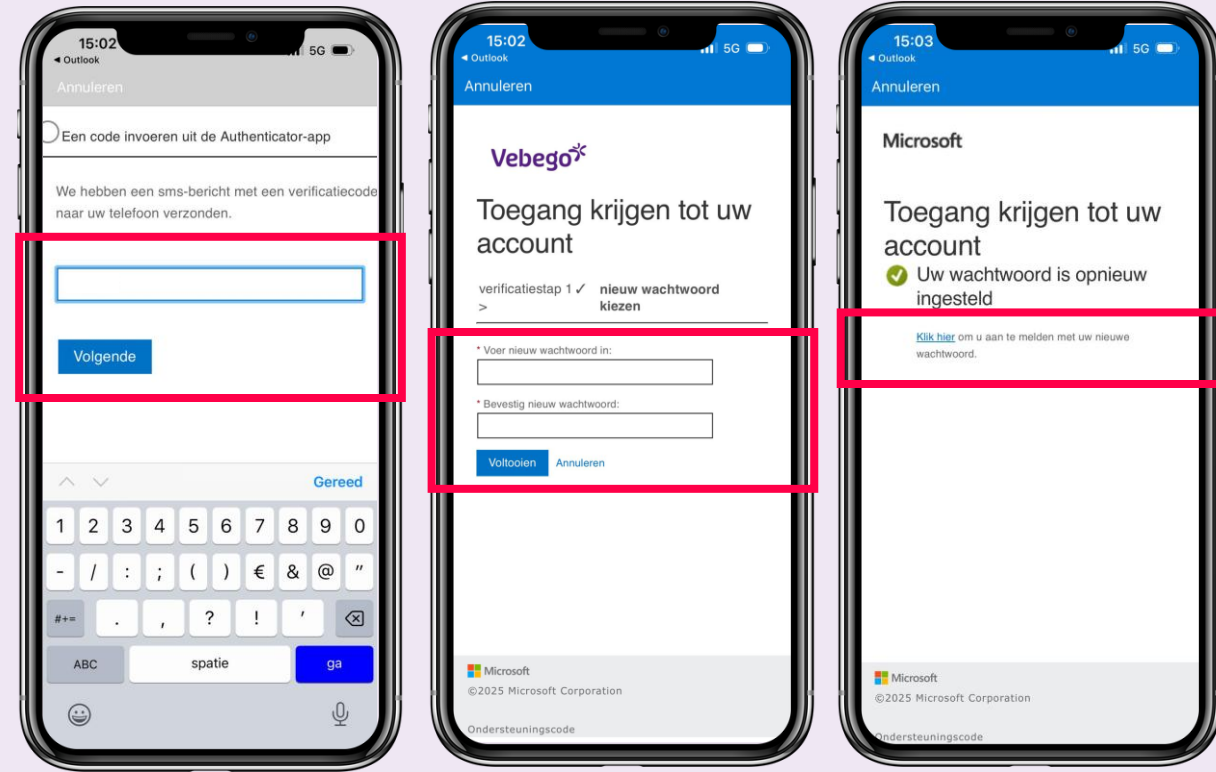 15:02
5G
◄ Outlook
Annuleren
Een code invoeren uit de Authenticator-app
We hebben een sms-bericht met een verificatiecode
naar uw telefoon verzonden.
Volgende
Gereed
1 2 3 4 5 6 7 8 9 0
- / : ; ( ) € & @ "
#+= . , ? ! '
ABC spatie ga
15:02
5G
◄ Outlook
Annuleren
Vebego
Toegang krijgen tot uw
account
verificatiestap 1 ✓ nieuw wachtwoord
> kiezen
* Voer nieuw wachtwoord in:
* Bevestig nieuw wachtwoord:
Voltooien Annuleren
Microsoft
©2025 Microsoft Corporation
Ondersteuningscode
15:03
5G
◄ Outlook
Annuleren
Microsoft
Toegang krijgen tot uw
account
Uw wachtwoord is opnieuw
ingesteld
Klik hier om u aan te melden met uw nieuwe
wachtwoord.
Microsoft
©2025 Microsoft Corporation
Ondersteuningscode